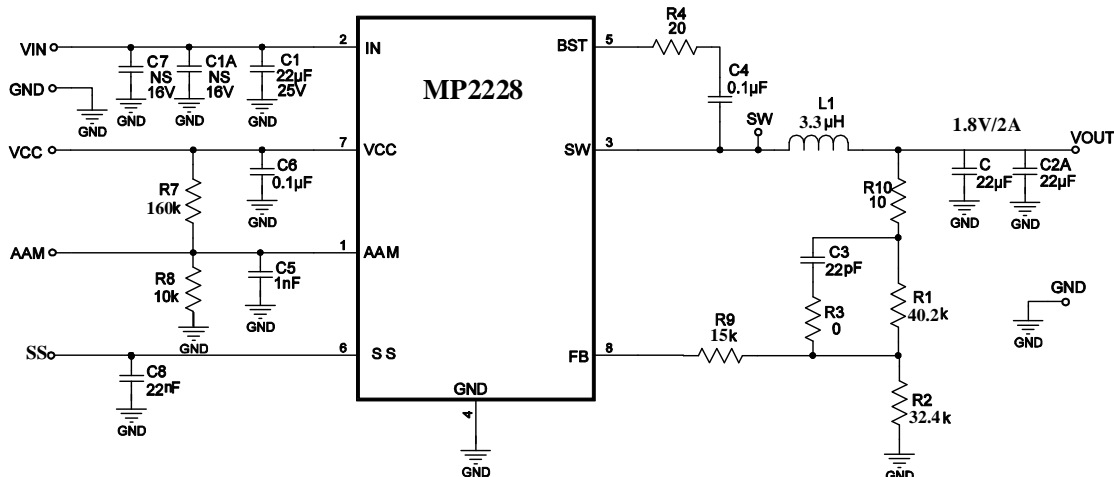 VIN
GND
GND
C7
NS
16V
GND
C1A
NS
16V
GND
C1
22µF
25V
GND
2
IN
MP2228
BST
5
R4
20
C4
0.1µF
VCC
7
VCC
R7
160k
C6
0.1µF
GND
SW
3
SW
L1
3.3µH
1.8V/2A
VOUT
C
22µF
GND
C2A
22µF
GND
R10
10
AAM
1
AAM
R8
10k
GND
C5
1nF
GND
C3
22pF
R3
0
R1
40.2k
GND
GND
SS
6
SS
C8
22nF
GND
FB
8
R9
15k
R2
32.4k
GND
GND
4
GND